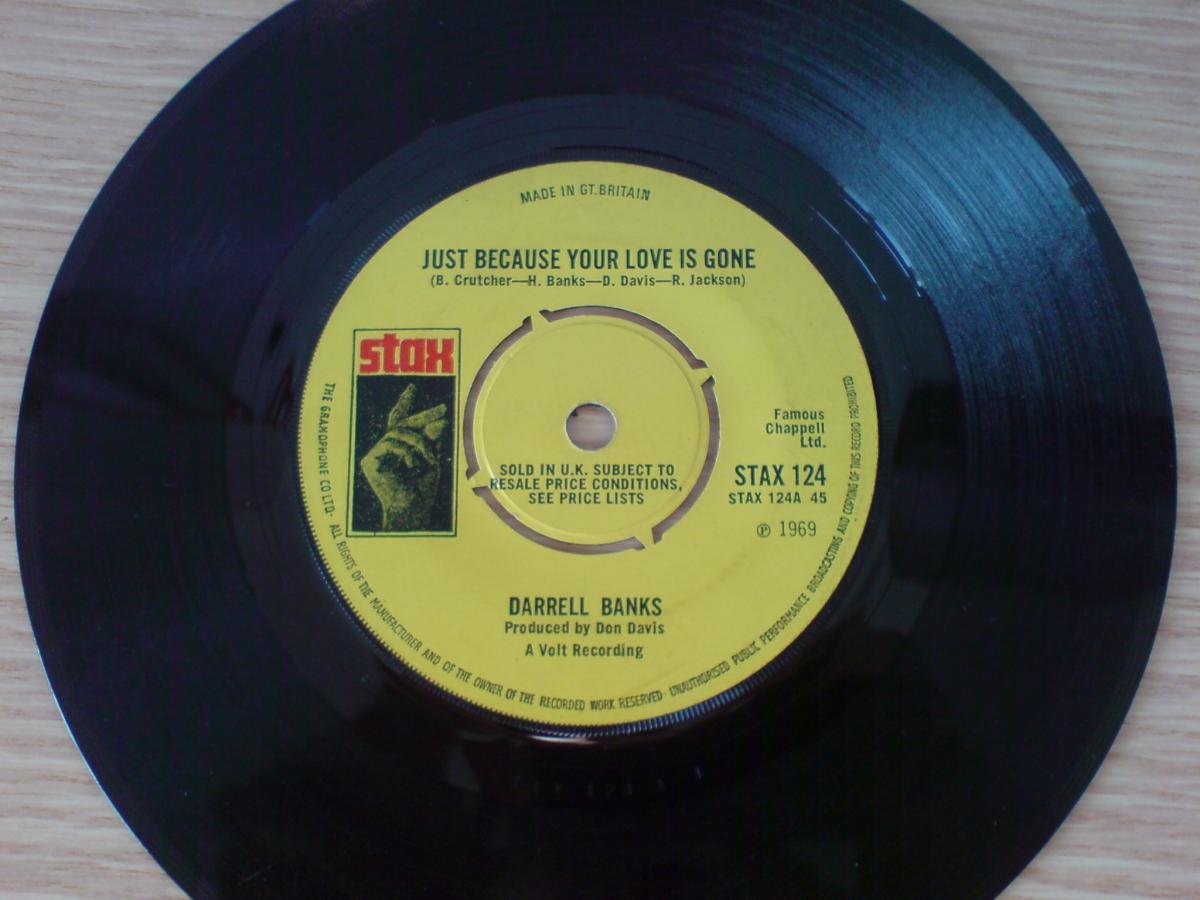 MADE IN GT. BRITAIN
JUST BECAUSE YOUR LOVE IS GONE
(B. Crutcher—H. Banks—D. Davis—R. Jackson)
stax
Famous
Chappell
Ltd.
SOLD IN U.K. SUBJECT TO
RESALE PRICE CONDITIONS,
SEE PRICE LISTS
STAX 124
STAX 124A 45
℗ 1969
DARRELL BANKS
Produced by Don Davis
A Volt Recording
THE GRAMOPHONE CO LTD· ALL RIGHTS OF THE MANUFACTURER AND OF THE OWNER OF THE RECORDED WORK RESERVED· UNAUTHORISED PUBLIC PERFORMANCE BROADCASTING AND COPYING OF THIS RECORD PROHIBITED